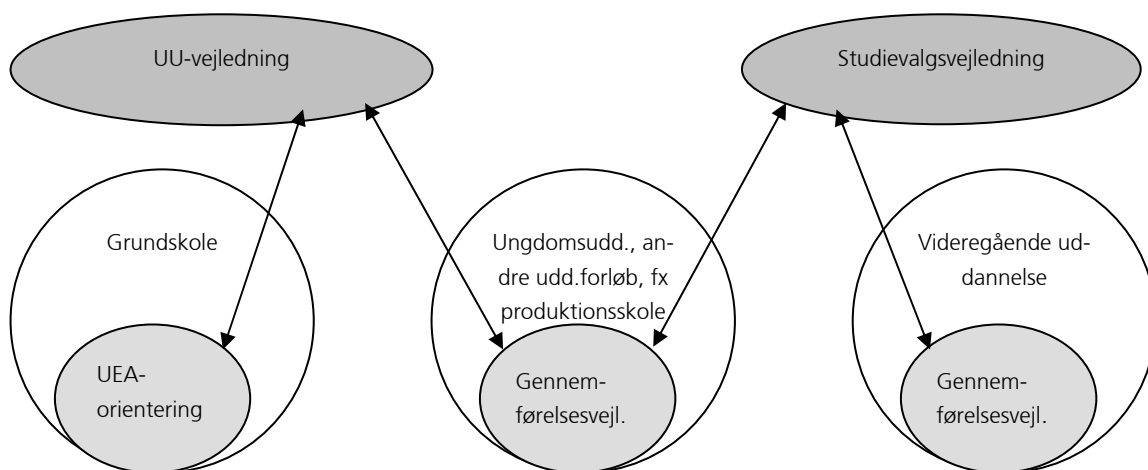 UU-vejledning
Studievalgsvejledning
Grundskole
Ungdomsudd., an-
dre udd.forløb, fx
produktionsskole
Videregående ud-
dannelse
UEA-
orientering
Gennem-
førelsesvejl.
Gennem-
førelsesvejl.